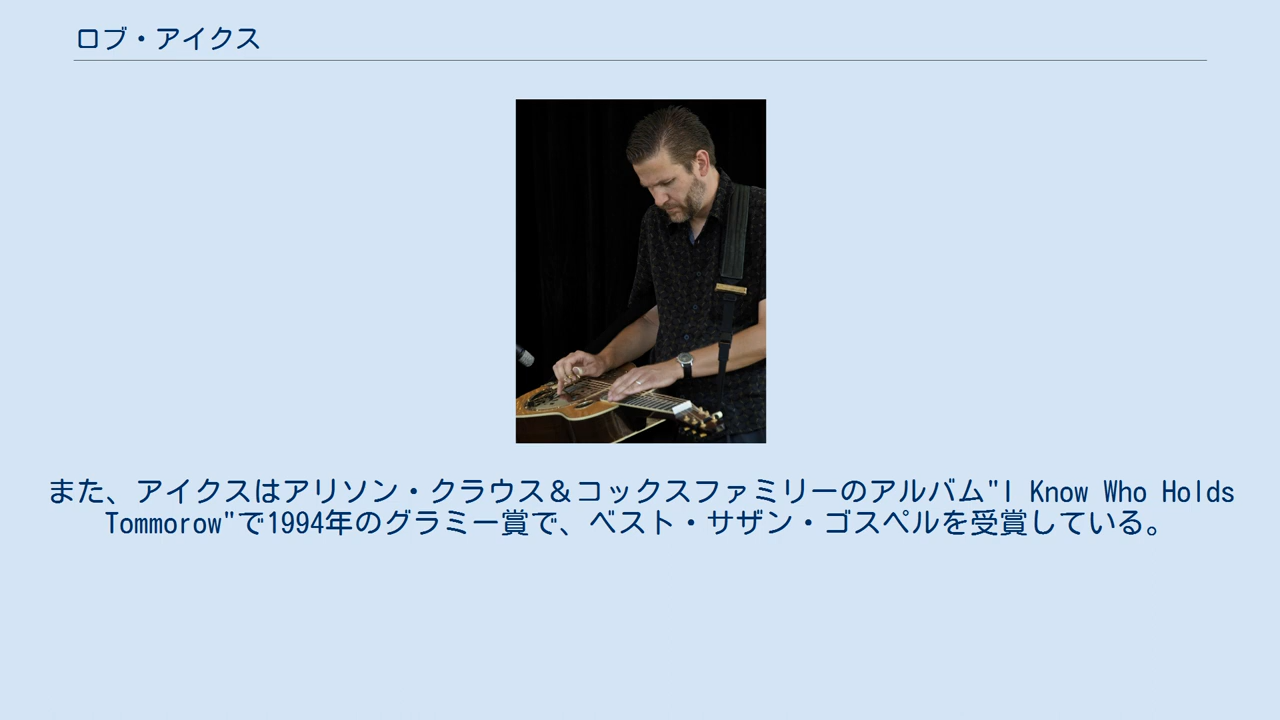 ロブ・アイクス
また、アイクスはアリソン・クラウス＆コックスファミリーのアルバム"I Know Who Holds
Tommorow"で1994年のグラミー賞で、ベスト・サザン・ゴスペルを受賞している。